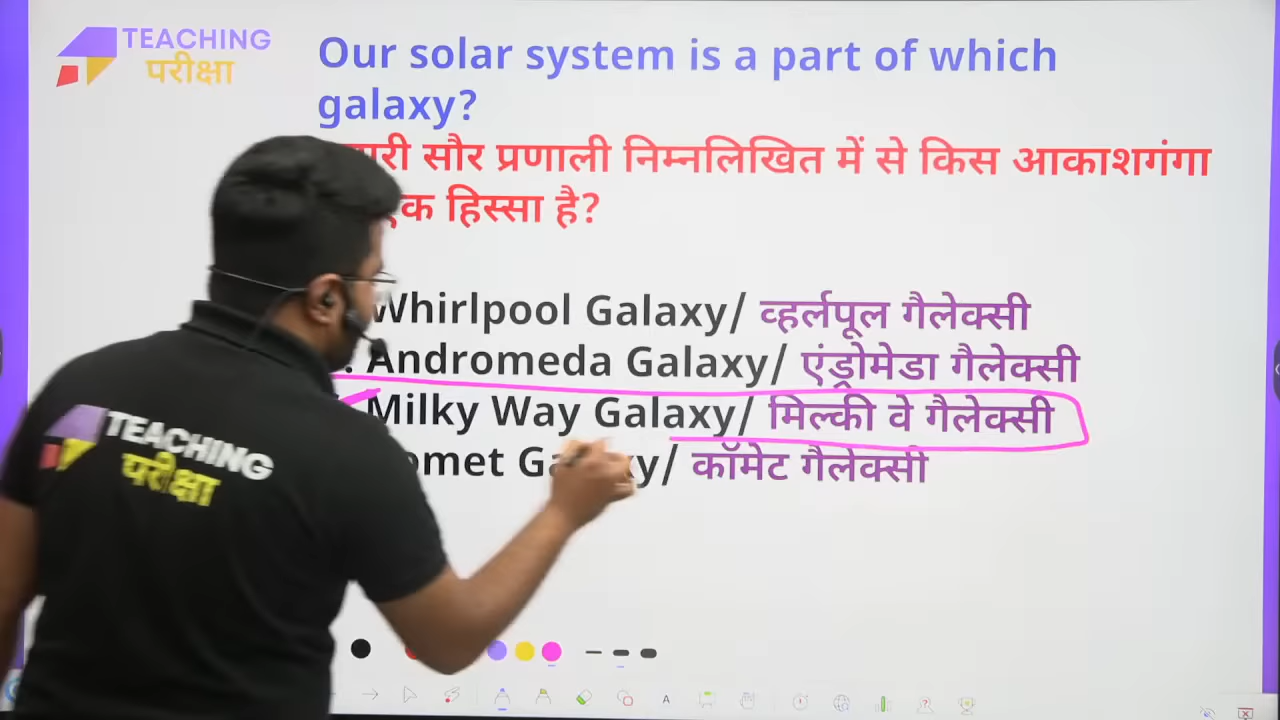 TEACHING
परीक्षा
Our solar system is a part of which
galaxy?
सौर प्रणाली निम्नलिखित में से किस आकाशगंगा
हिस्सा है?
Whirlpool Galaxy/ व्हर्लपूल गैलेक्सी
Andromeda Galaxy/ एंड्रोमेडा गैलेक्सी
Milky Way Galaxy/ मिल्की वे गैलेक्सी
कॉमेट गैलेक्सी
TEACHING
परीक्षा